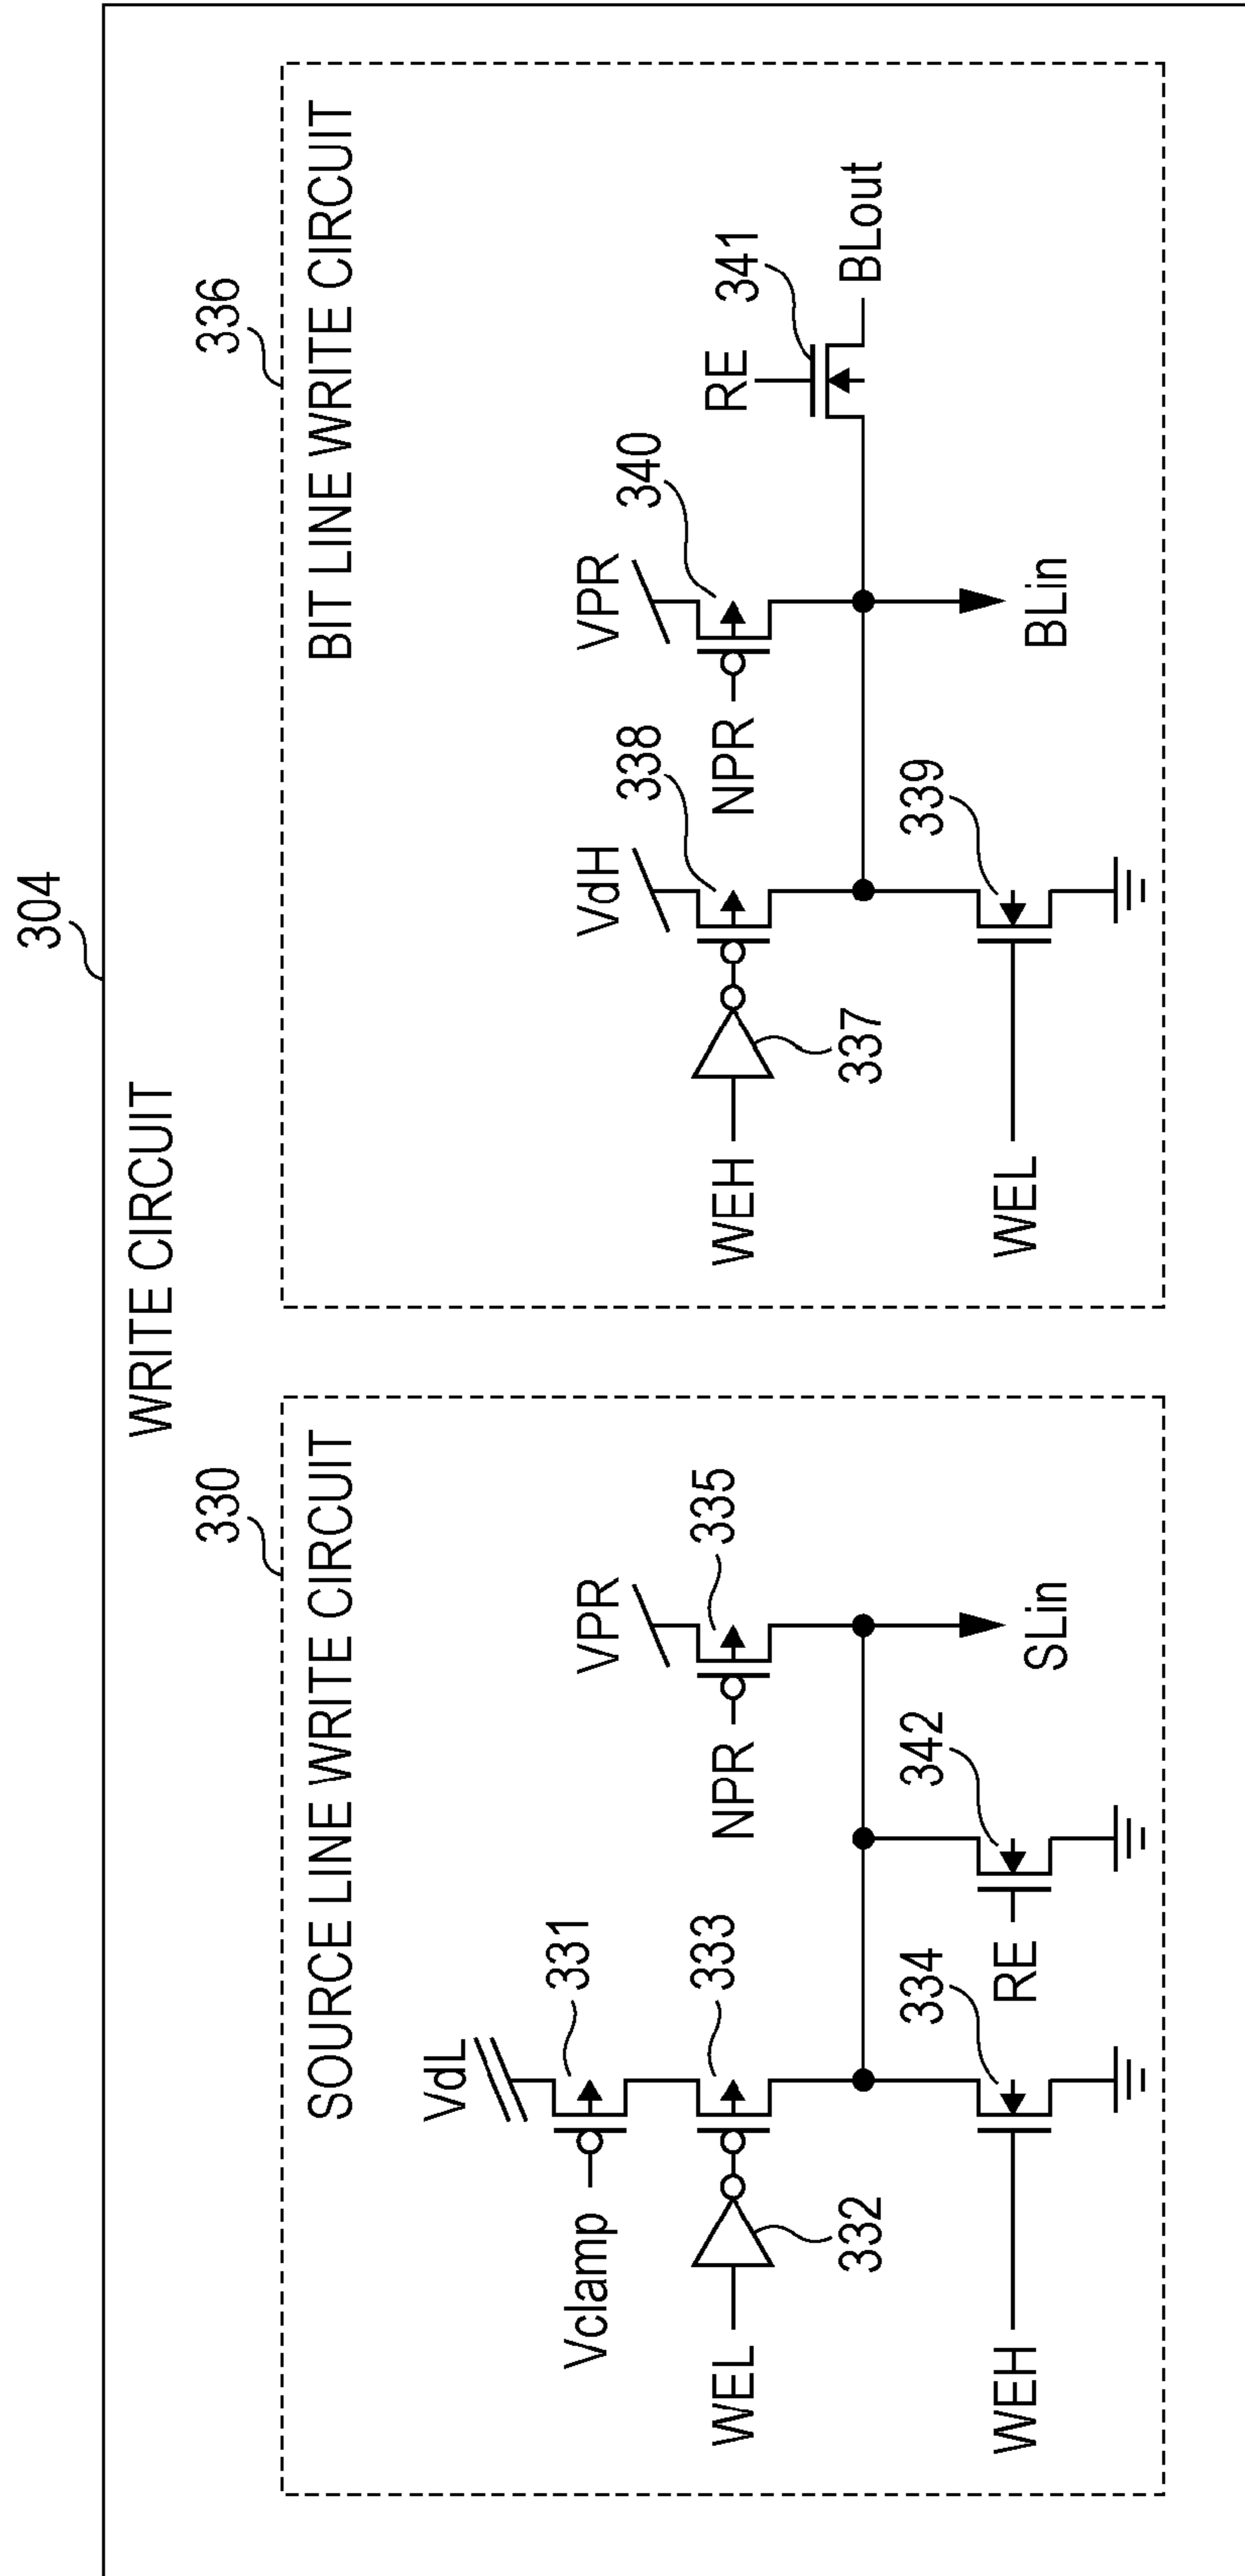 304
WRITE CIRCUIT
330
SOURCE LINE WRITE CIRCUIT
VdL
331
Vclamp
VPR
335
333
WEL
NPR
332
334
342
RE
WEH
SLin
336
BIT LINE WRITE CIRCUIT
VdH
338
VPR
340
RE
341
WEH
NPR
BLout
337
339
WEL
BLin